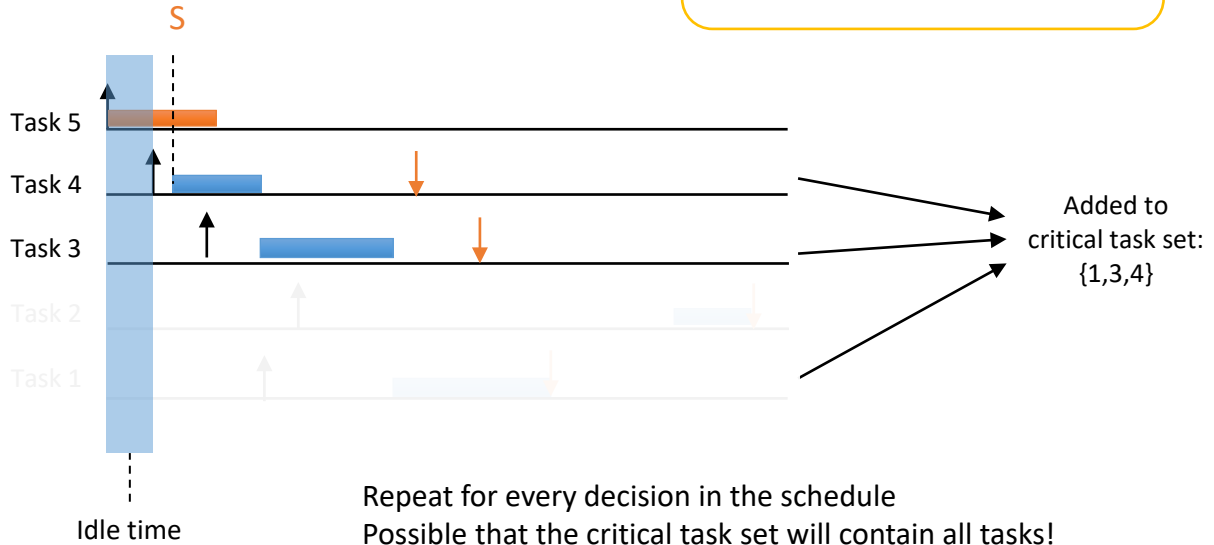 S
Task 5
Task 4
Task 3
Task 2
Task 1
Added to
critical task set:
{1,3,4}
Idle time
Repeat for every decision in the schedule
Possible that the critical task set will contain all tasks!